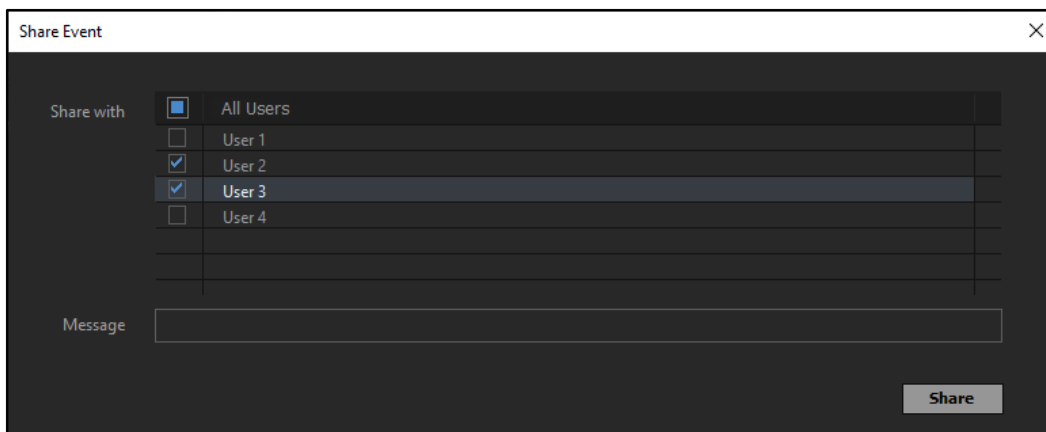 Share Event
Share with
All Users
User 1
User 2
User 3
User 4
Message
Share